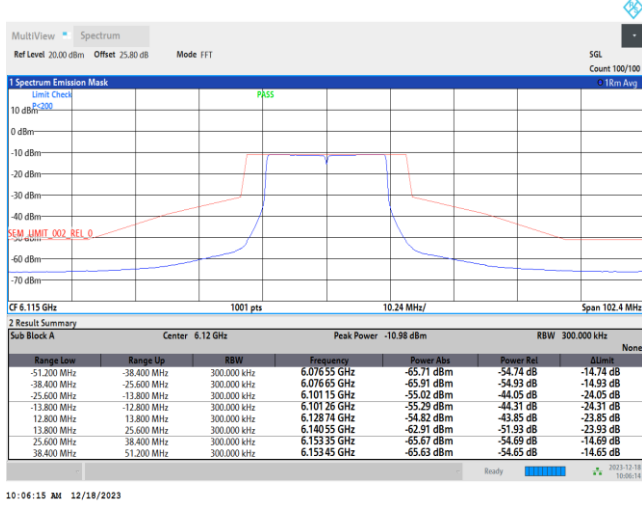 MultiView Spectrum
Ref Level 20.00 dBm Offset 25.80 dB Mode FFT SGL
Count 100/100
1 Spectrum Emission Mask 1Rm Avg
Limit Check PASS
P<200
10 dBm
0 dBm
-10 dBm
-20 dBm
-30 dBm
-40 dBm
SEM_LIMIT_002_REL_0
-50 dBm
-60 dBm
-70 dBm
CF 6.115 GHz 1001 pts 10.24 MHz/ Span 102.4 MHz
2 Result Summary
Sub Block A Center 6.12 GHz Peak Power -10.98 dBm RBW 300.000 kHz
None
Range Low Range Up RBW Frequency Power Abs Power Rel ΔLimit
-51.200 MHz -38.400 MHz 300.000 kHz 6.07655 GHz -65.71 dBm -54.74 dB -14.74 dB
-38.400 MHz -25.600 MHz 300.000 kHz 6.07665 GHz -65.91 dBm -54.93 dB -14.93 dB
-25.600 MHz -13.800 MHz 300.000 kHz 6.10115 GHz -55.02 dBm -44.05 dB -24.05 dB
-13.800 MHz -12.800 MHz 300.000 kHz 6.10126 GHz -55.29 dBm -44.31 dB -24.31 dB
12.800 MHz 13.800 MHz 300.000 kHz 6.12874 GHz -54.82 dBm -43.85 dB -23.85 dB
13.800 MHz 25.600 MHz 300.000 kHz 6.14055 GHz -62.91 dBm -51.93 dB -23.93 dB
25.600 MHz 38.400 MHz 300.000 kHz 6.15335 GHz -65.67 dBm -54.69 dB -14.69 dB
38.400 MHz 51.200 MHz 300.000 kHz 6.15345 GHz -65.63 dBm -54.65 dB -14.65 dB
Ready 2023-12-18
10:06:14
10:06:15 AM 12/18/2023